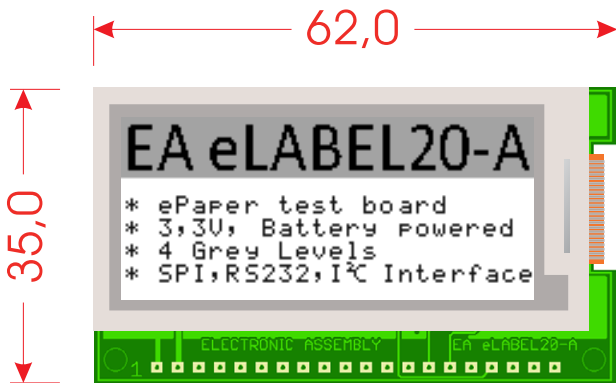 62,0
35,0
EA eLABEL20-A
* ePaper test board
* 3,3V, Battery powered
* 4 Grey Levels
* SPI,RS232,I²C Interface
ELECTRONIC ASSEMBLY EA eLABEL20-A
1